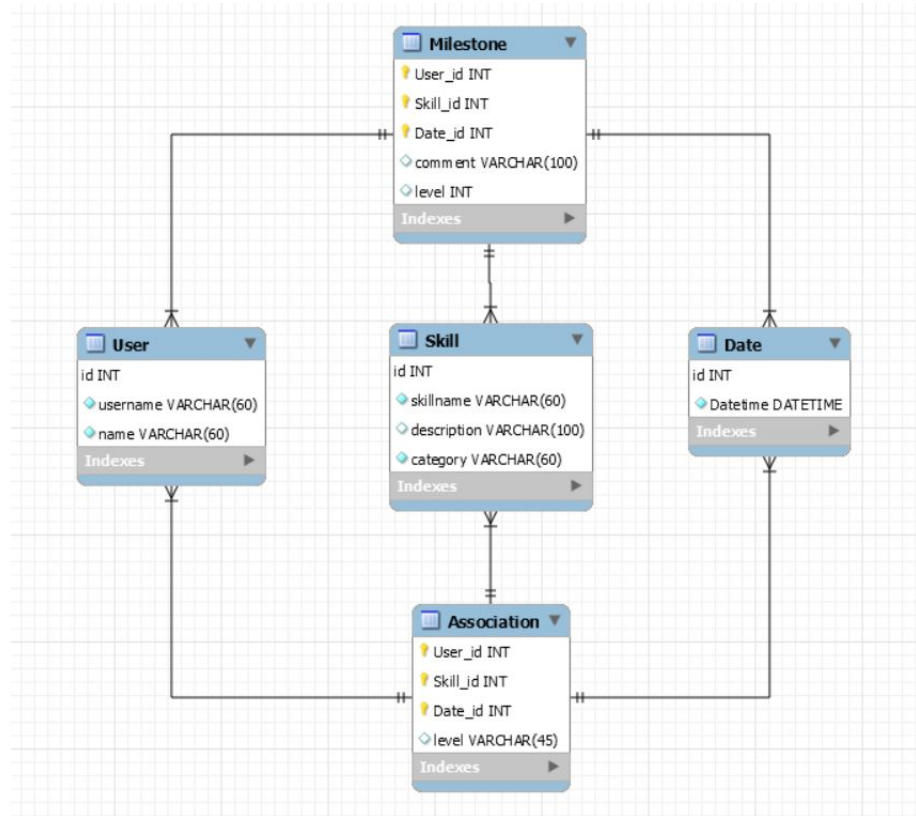 Milestone
User_id INT
Skill_id INT
Date_id INT
comment VARCHAR(100)
level INT
Indexes
User
id INT
username VARCHAR(60)
name VARCHAR(60)
Indexes
Skill
id INT
skillname VARCHAR(60)
description VARCHAR(100)
category VARCHAR(60)
Indexes
Date
id INT
Datetime DATETIME
Indexes
Association
User_id INT
Skill_id INT
Date_id INT
level VARCHAR(45)
Indexes